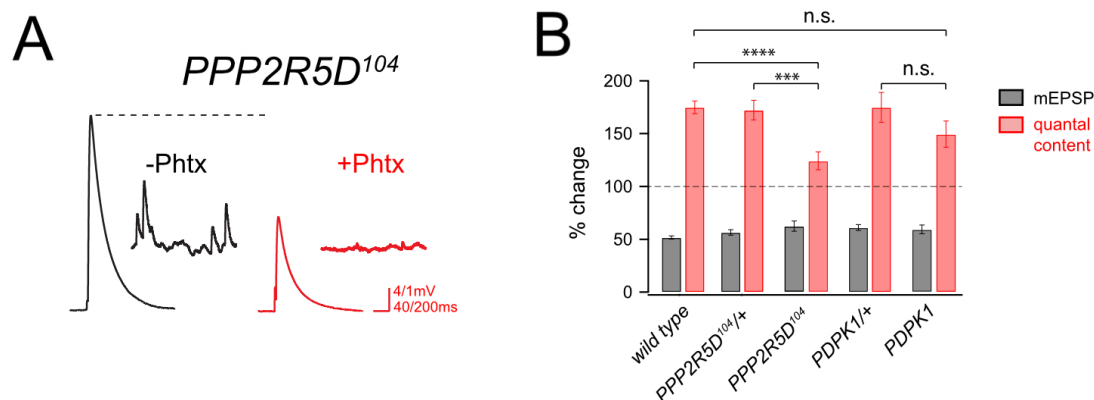 A
PPP2R5D104
-Phtx
+Phtx
4/1mV
40/200ms
B
n.s.
****
***
n.s.
200
150
100
50
0
% change
mEPSP
quantal
content
wild type
PPP2R5D104/+
PPP2R5D104
PDPK1/+
PDPK1